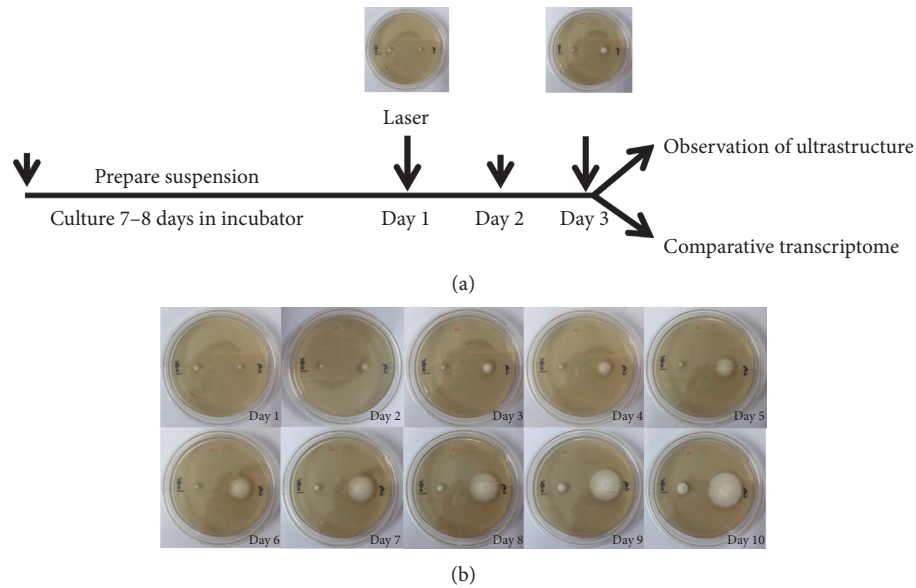 Laser
Prepare suspension
Culture 7–8 days in incubator
Day 1
Day 2
Day 3
Observation of ultrastructure
Comparative transcriptome
(a)
Day 1
Day 2
Day 3
Day 4
Day 5
Day 6
Day 7
Day 8
Day 9
Day 10
(b)